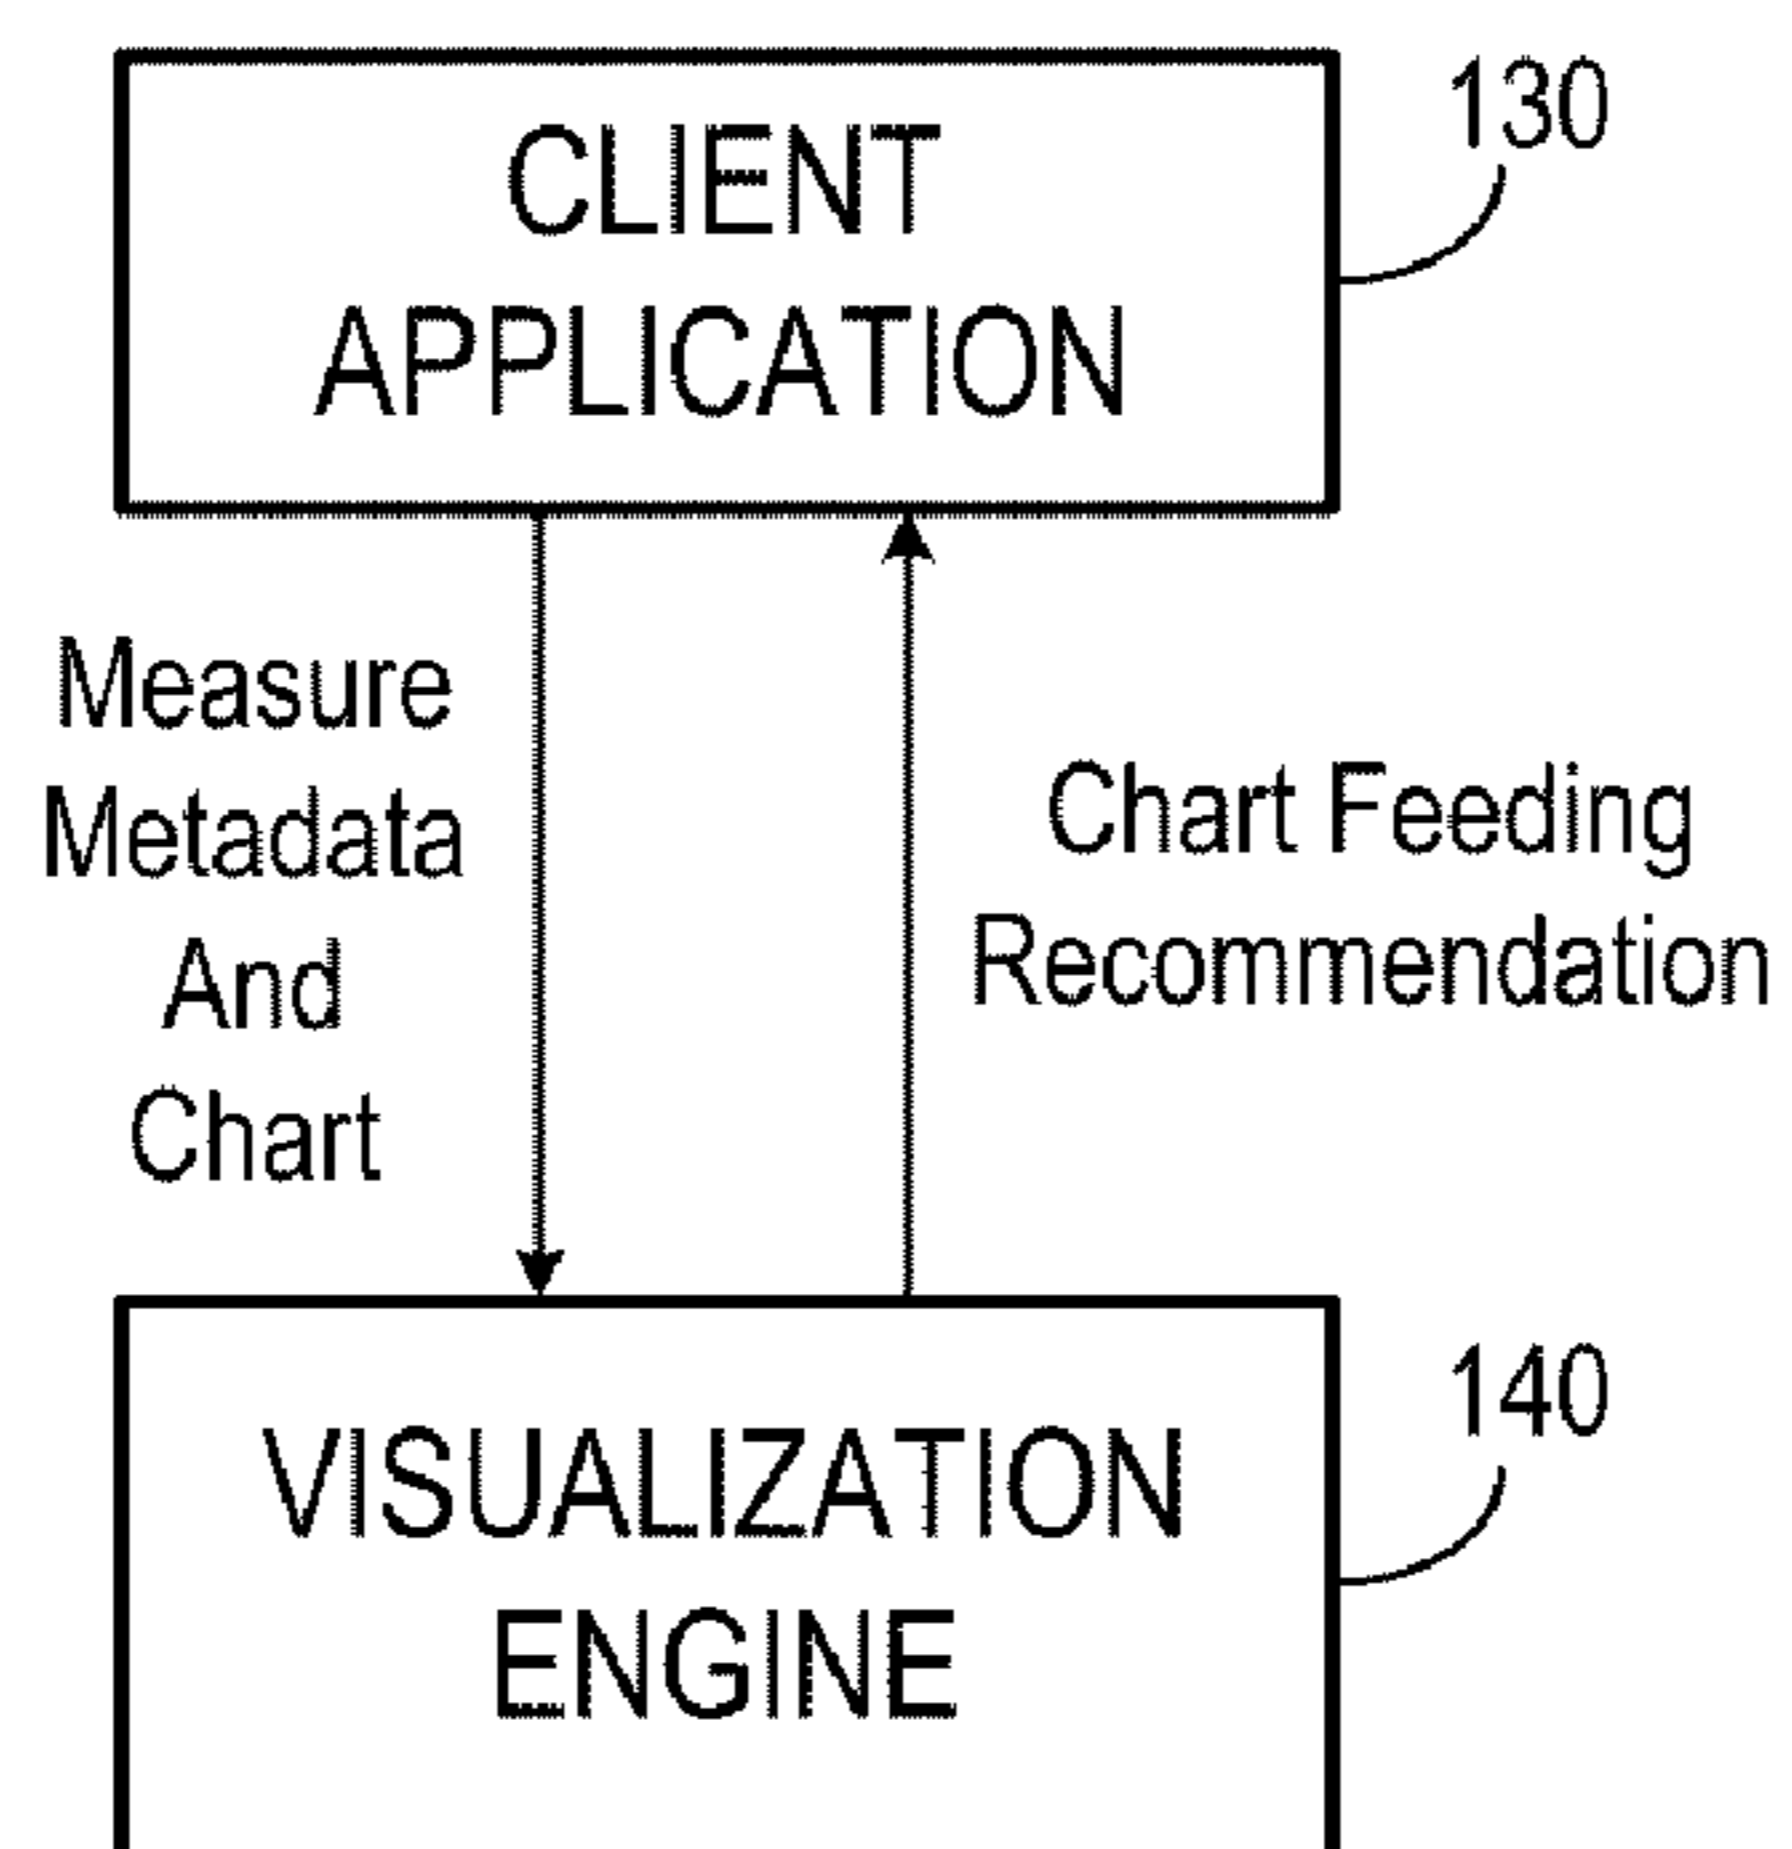 CLIENT
APPLICATION
130
Measure
Metadata
And
Chart
Chart Feeding
Recommendation
VISUALIZATION
ENGINE
140